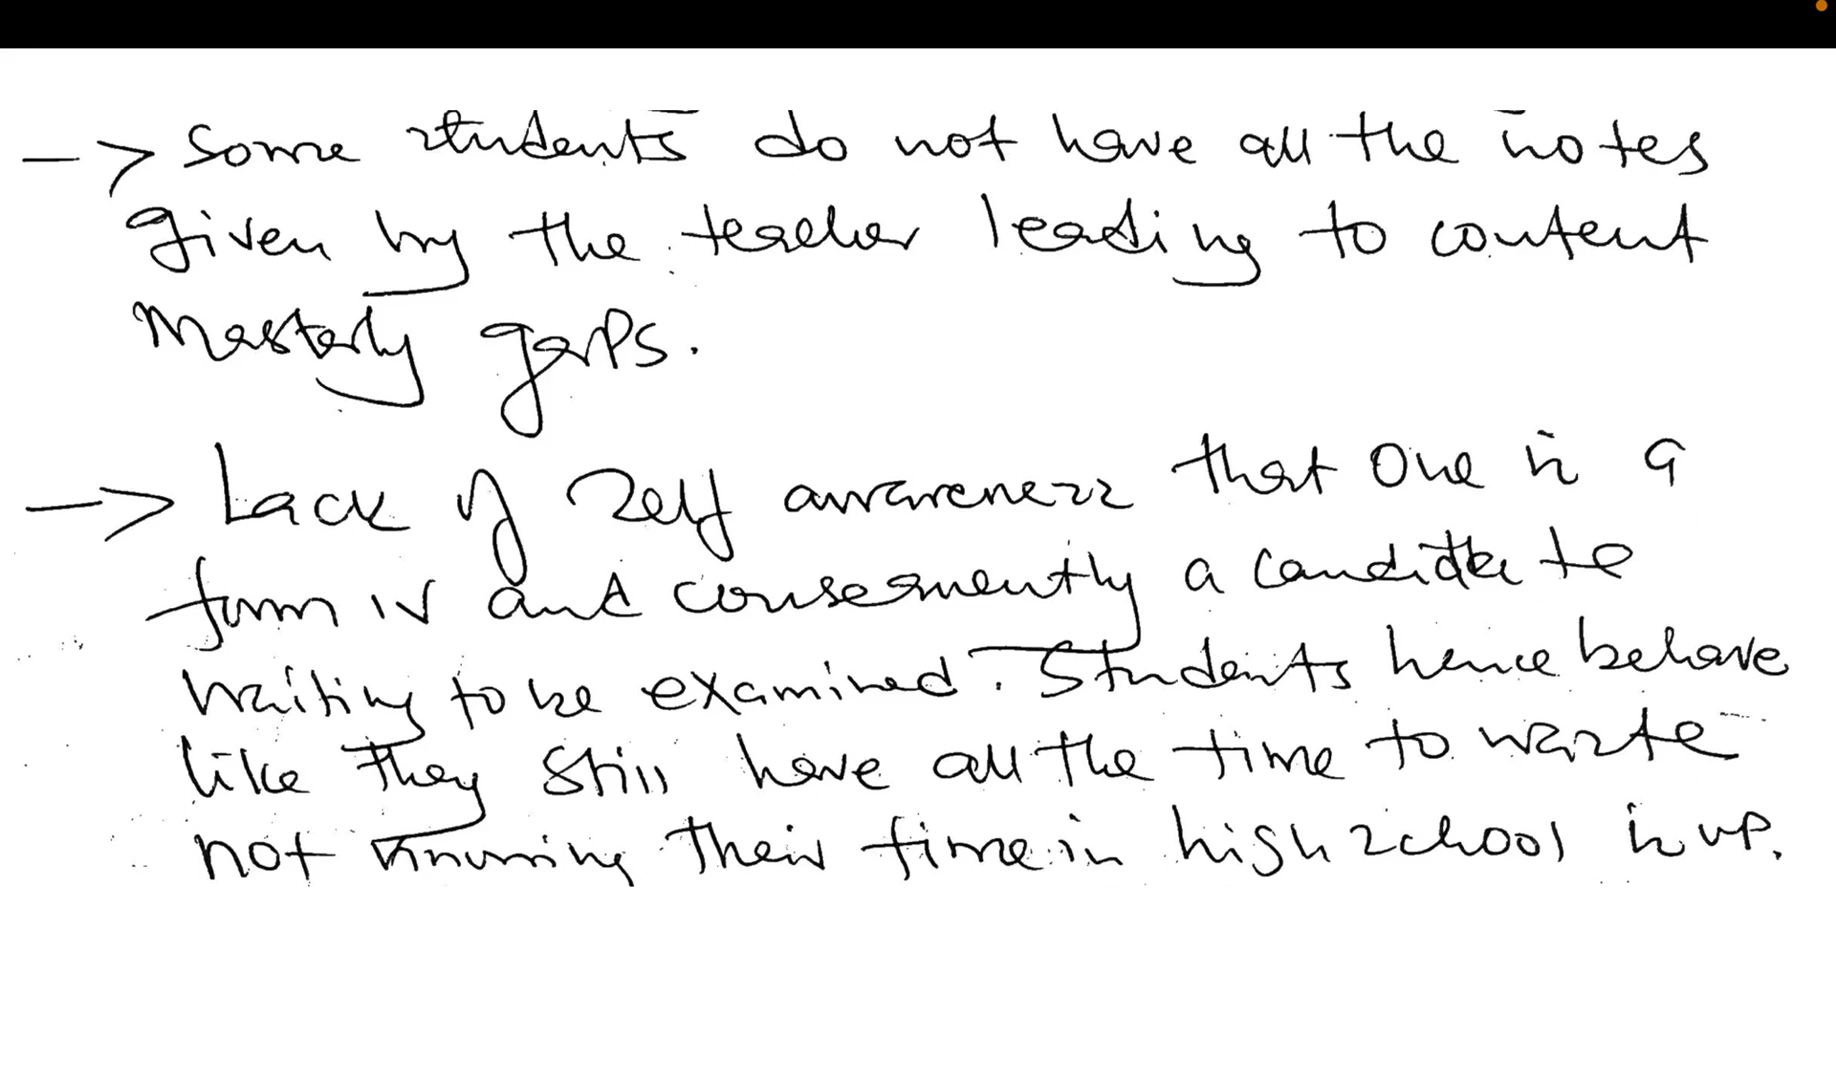 -> Some students do not have all the notes
given by the teacher leading to content
Mastery gaps.
-> Lack of Self awareness that one is a
form IV and consequently a candidate
waiting to be examined. Students hence behave
like they still have all the time to waste
not knowing their time in high school is up.